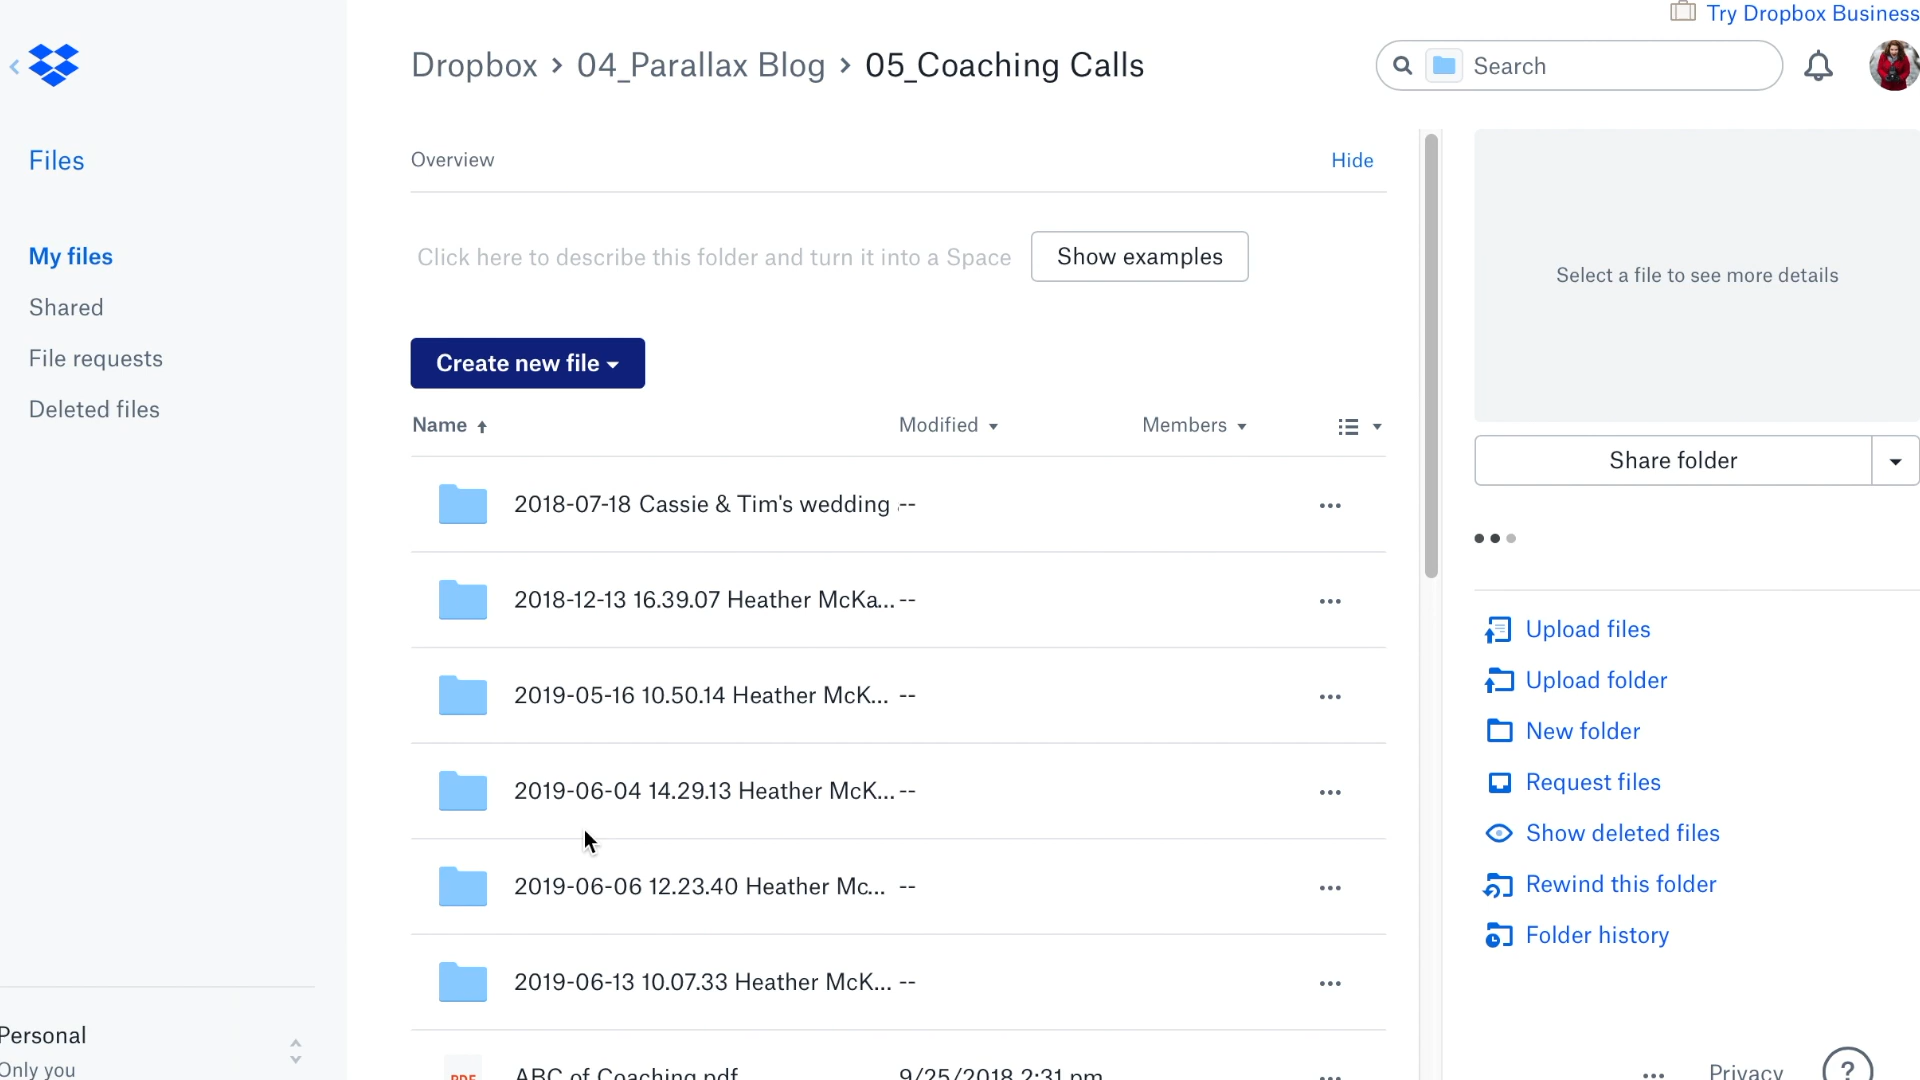 Try Dropbox Business
Dropbox › 04_Parallax Blog › 05_Coaching Calls
Search
Files
My files
Shared
File requests
Deleted files
Personal
Only you
Overview
Hide
Click here to describe this folder and turn it into a Space
Show examples
Create new file
Name
Modified
Members
2018-07-18 Cassie & Tim's wedding --
2018-12-13 16.39.07 Heather McKa... --
2019-05-16 10.50.14 Heather McK... --
2019-06-04 14.29.13 Heather McK... --
2019-06-06 12.23.40 Heather Mc... --
2019-06-13 10.07.33 Heather McK... --
PDF
ABC of Coaching.pdf
9/25/2018 2:31 pm
Select a file to see more details
Share folder
Upload files
Upload folder
New folder
Request files
Show deleted files
Rewind this folder
Folder history
Privacy
?